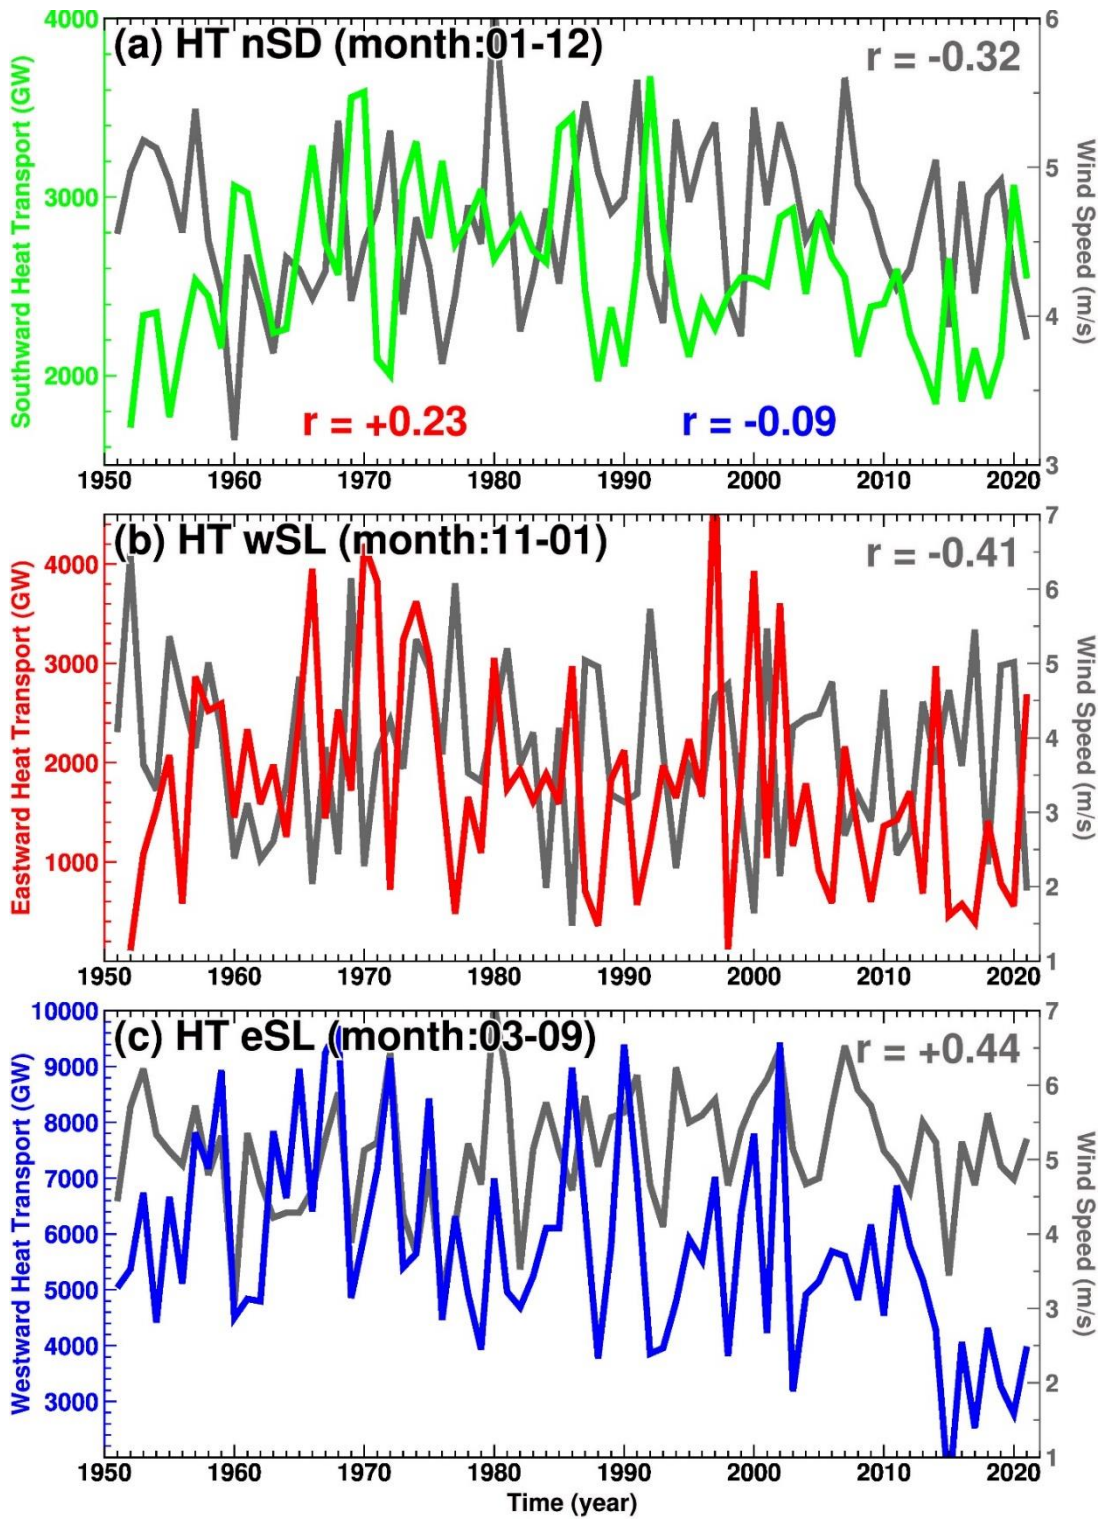 (a) HT nSD (month:01-12)
r = -0.32
r = +0.23
r = -0.09
Southward Heat Transport (GW)
4000
3000
2000
Wind Speed (m/s)
6
5
4
3
1950 1960 1970 1980 1990 2000 2010 2020
(b) HT wSL (month:11-01)
r = -0.41
Eastward Heat Transport (GW)
4000
3000
2000
1000
Wind Speed (m/s)
7
6
5
4
3
2
1
1950 1960 1970 1980 1990 2000 2010 2020
(c) HT eSL (month:03-09)
r = +0.44
Westward Heat Transport (GW)
10000
9000
8000
7000
6000
5000
4000
3000
Wind Speed (m/s)
7
6
5
4
3
2
1
1950 1960 1970 1980 1990 2000 2010 2020
Time (year)